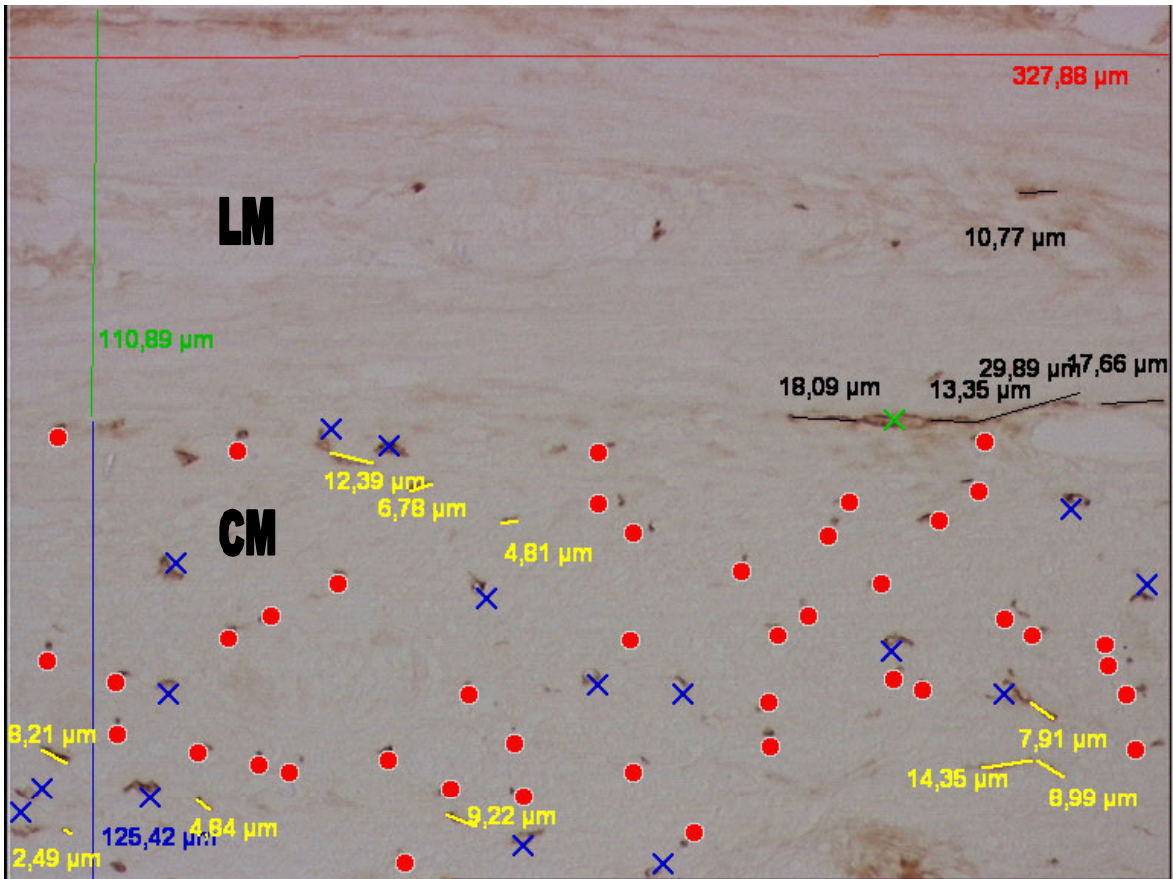 327,88 µm
LM
10,77 µm
110,89 µm
29,89 µm
17,66 µm
18,09 µm
13,35 µm
12,39 µm
6,78 µm
CM
4,81 µm
8,21 µm
7,91 µm
14,35 µm
8,99 µm
9,22 µm
4,84 µm
125,42 µm
2,49 µm